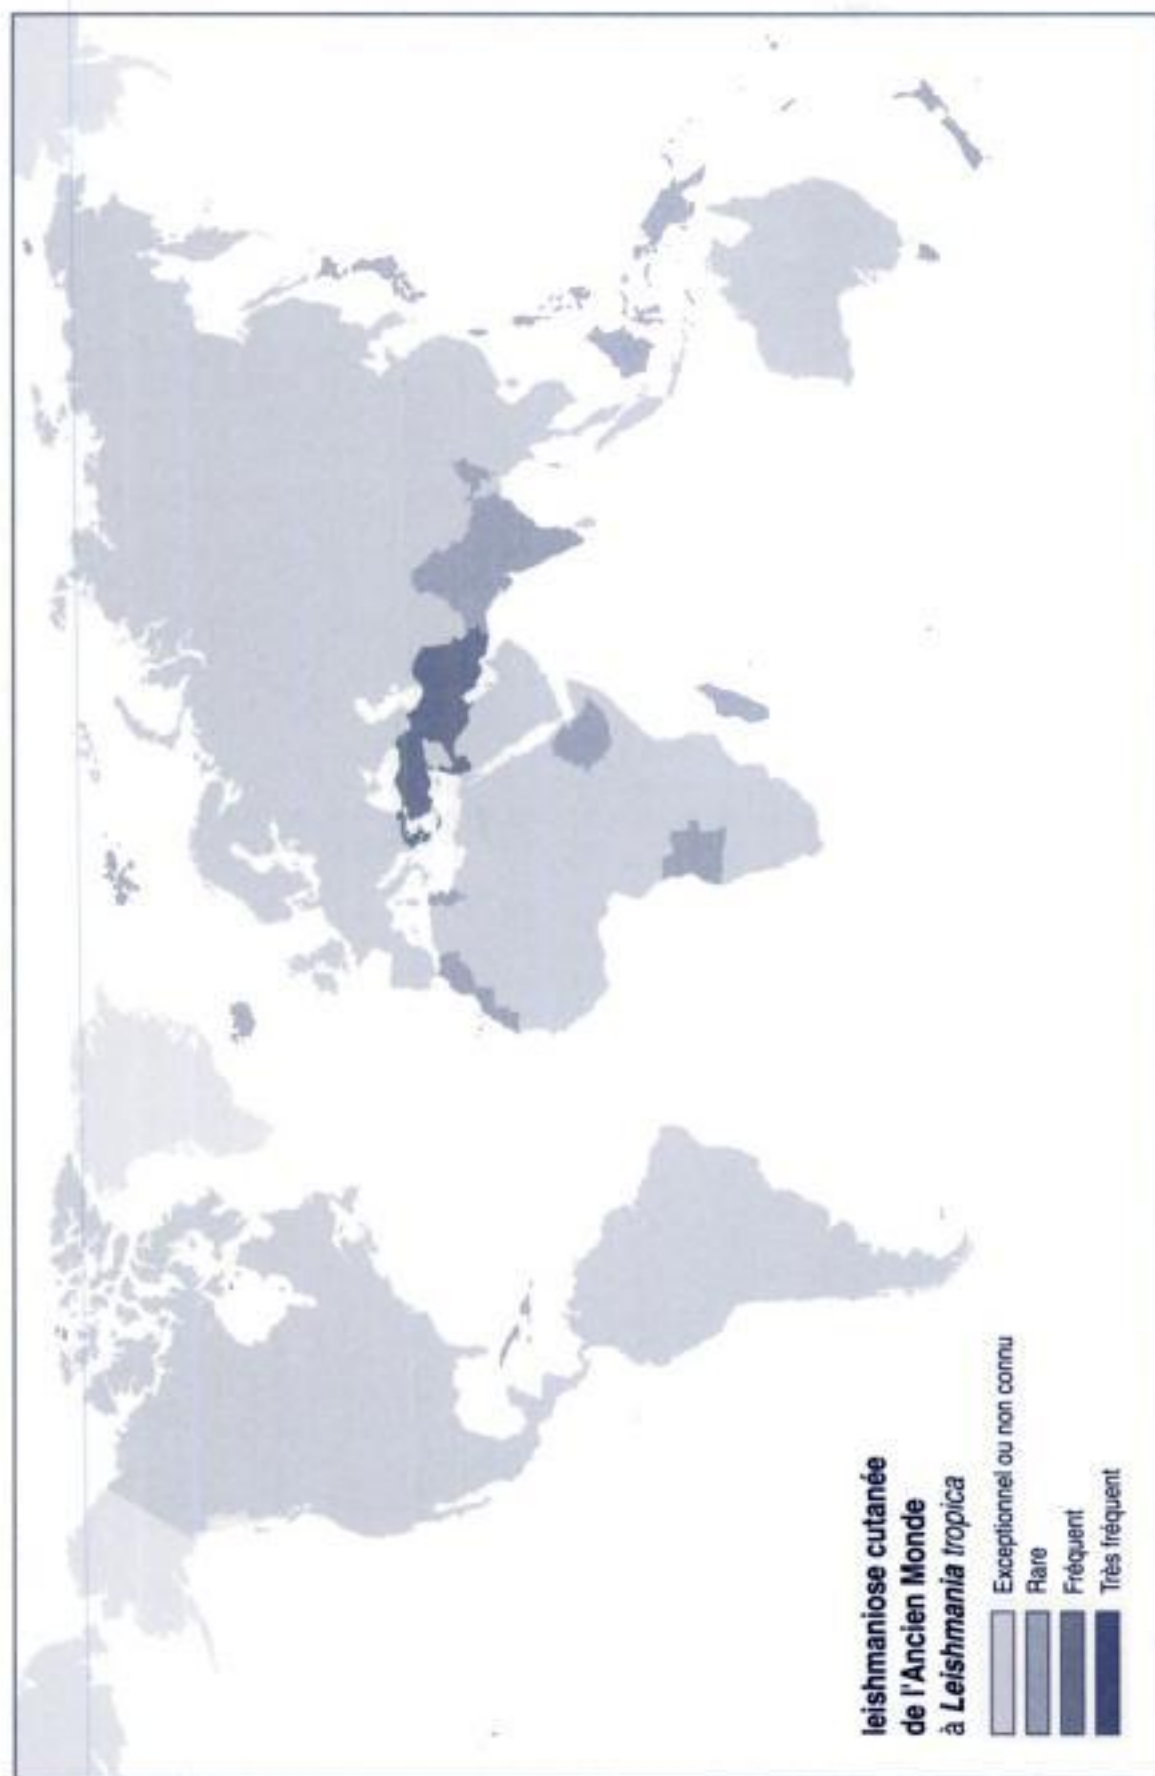 leishmaniose cutanée
de l'Ancien Monde
à Leishmania tropica
Exceptionnel ou non connu
Rare
Fréquent
Très fréquent